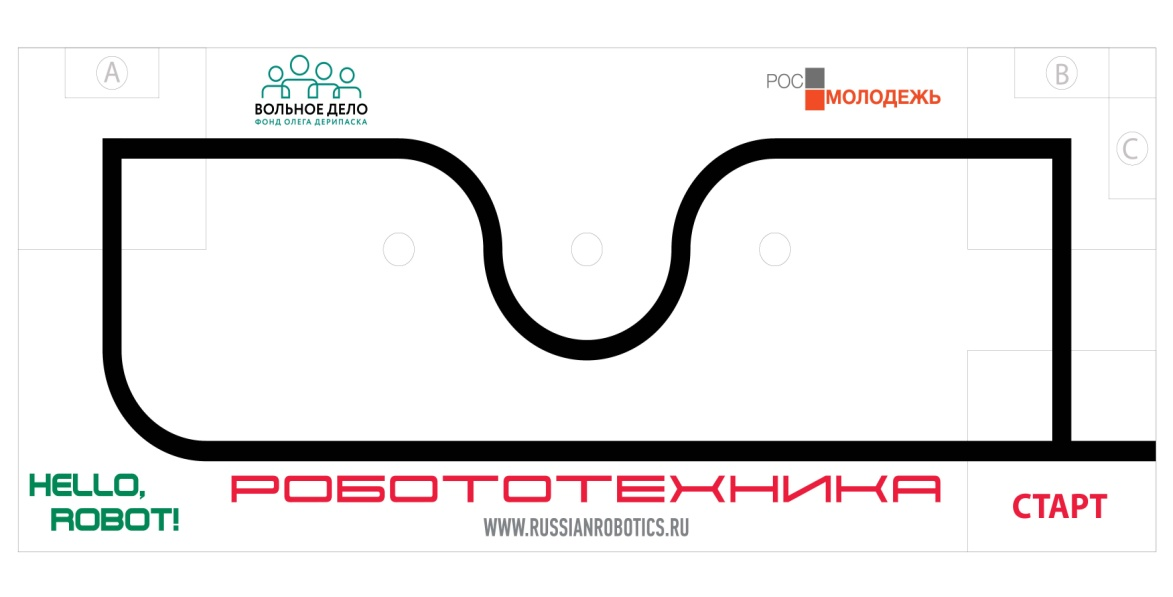 A
B
C
ВОЛЬНОЕ ДЕЛО
ФОНД ОЛЕГА ДЕРИПАСКА
РОС
МОЛОДЕЖЬ
HELLO,
ROBOT!
РОБОТОТЕХНИКА
WWW.RUSSIANROBOTICS.RU
СТАРТ